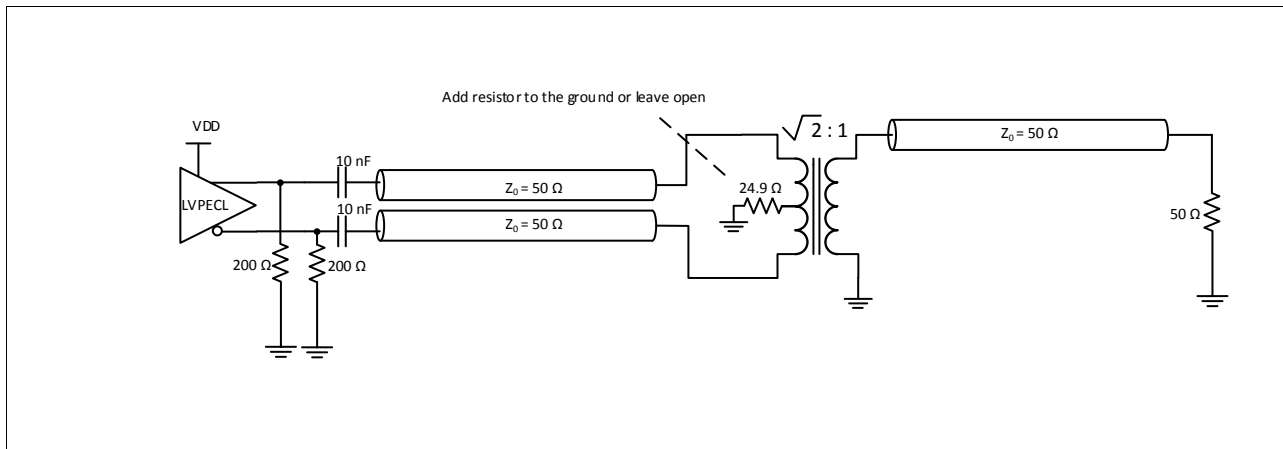 Add resistor to the ground or leave open
VDD
√2 : 1
Z0 = 50 Ω
10 nF
Z0 = 50 Ω
LVPECL
24.9 Ω
10 nF
Z0 = 50 Ω
50 Ω
200 Ω
200 Ω